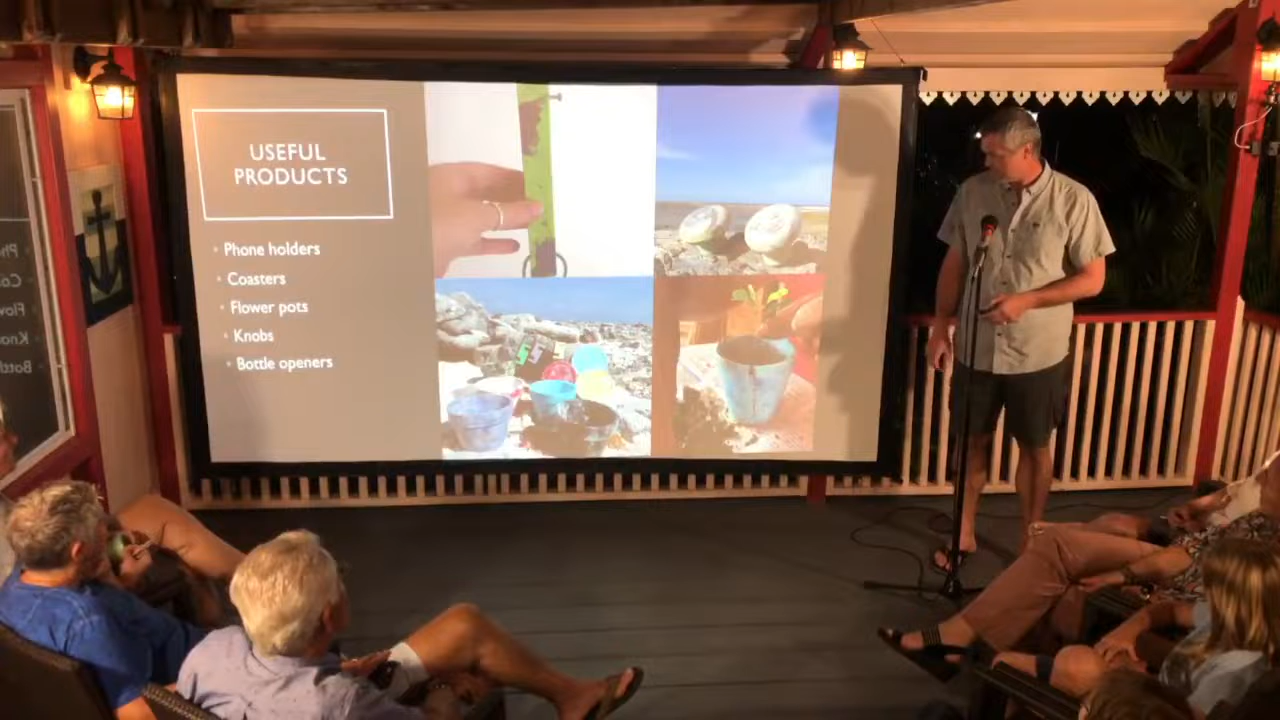 USEFUL
PRODUCTS
Phone holders
Coasters
Flower pots
Knobs
Bottle openers